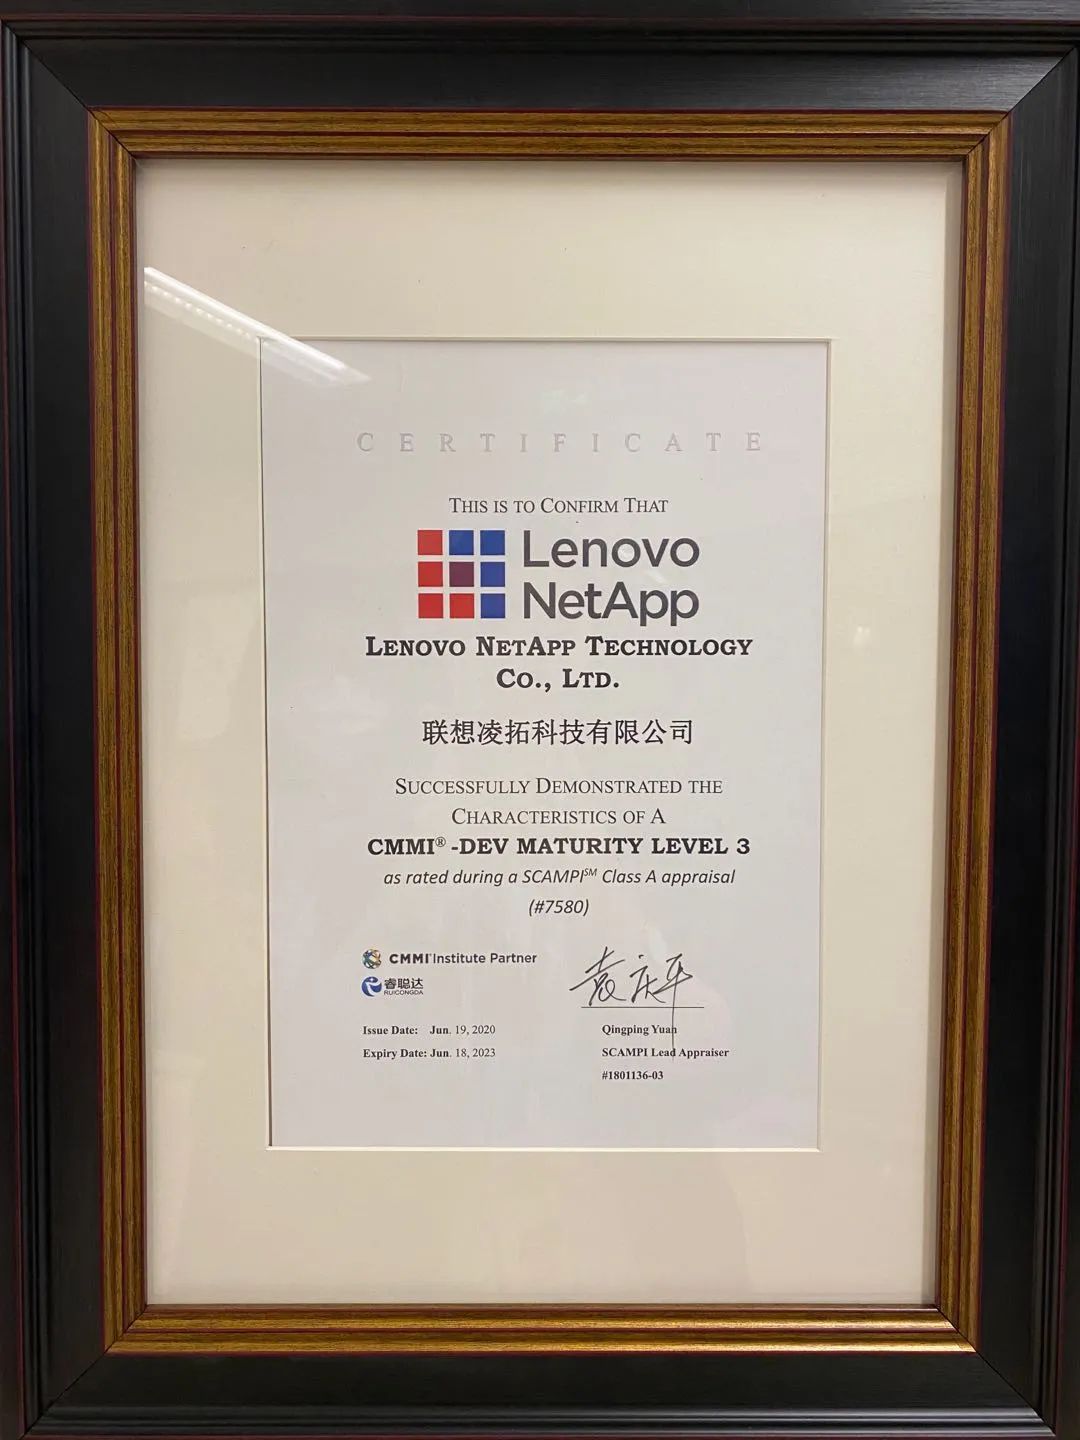 CERTIFICATE
THIS IS TO CONFIRM THAT
Lenovo
NetApp
LENOVO NETAPP TECHNOLOGY
CO., LTD.
联想凌拓科技有限公司
SUCCESSFULLY DEMONSTRATED THE
CHARACTERISTICS OF A
CMMI® -DEV MATURITY LEVEL 3
as rated during a SCAMPI℠ Class A appraisal
(#7580)
CMMI Institute Partner
睿聪达
RUICONGDA
袁庆平
Issue Date: Jun. 19, 2020
Expiry Date: Jun. 18, 2023
Qingping Yuan
SCAMPI Lead Appraiser
#1801136-03